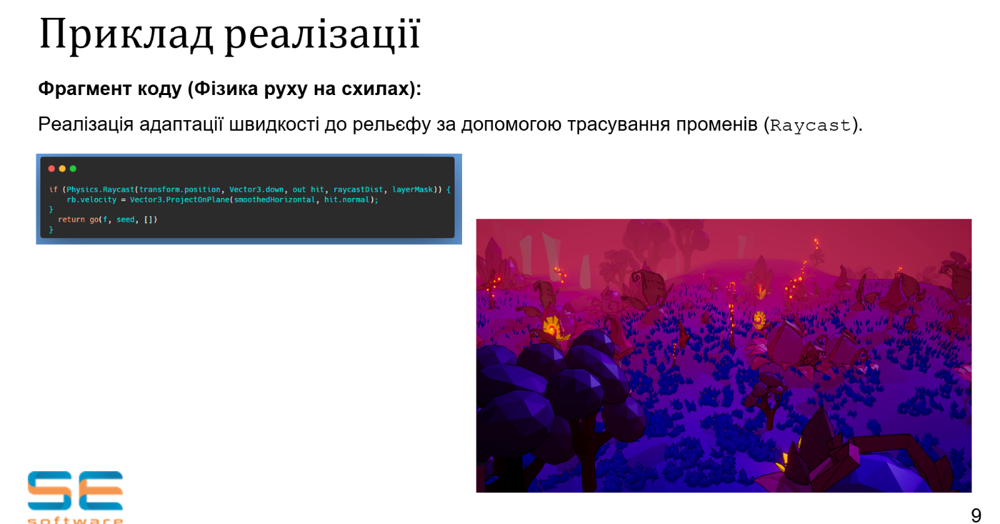 Приклад реалізації
Фрагмент коду (Фізика руху на схилах):
Реалізація адаптації швидкості до рельєфу за допомогою трасування променів (Raycast).
if (Physics.Raycast(transform.position, Vector3.down, out hit, raycastDist, layerMask)) {
    rb.velocity = Vector3.ProjectOnPlane(smoothedHorizontal, hit.normal);
}
  return go(f, seed, [])
}
SE
software
9